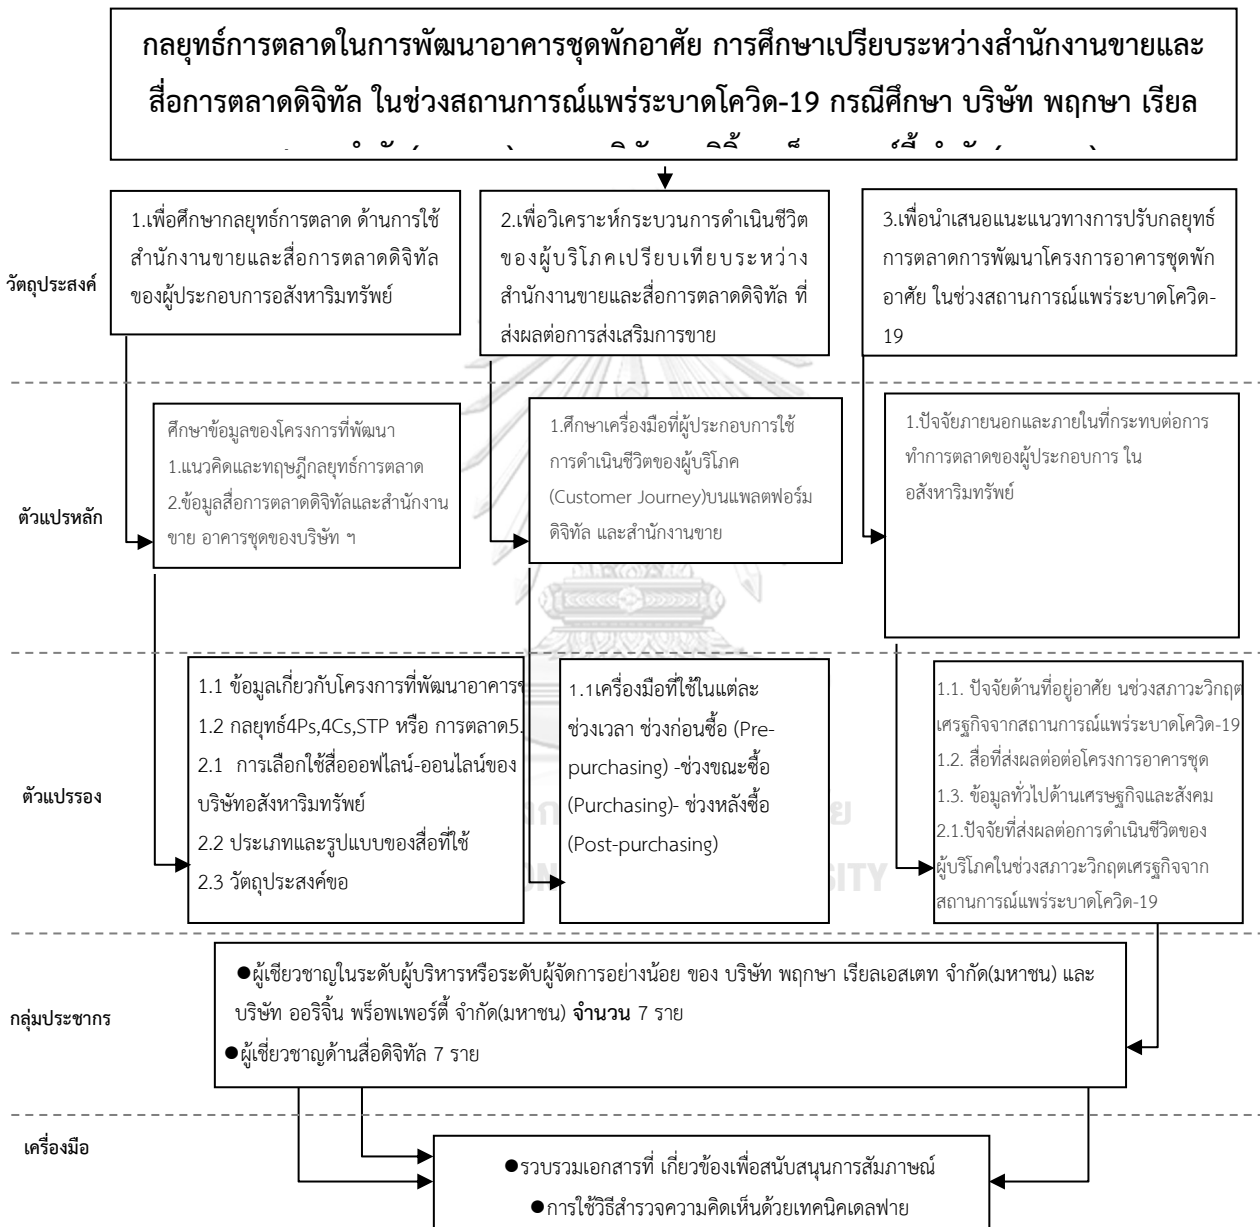 กลยุทธ์การตลาดในการพัฒนาอาคารชุดพักอาศัย การศึกษาเปรียบระหว่างสำนักงานขายและ
สื่อการตลาดดิจิทัล ในช่วงสถานการณ์แพร่ระบาดโควิด-19 กรณีศึกษา บริษัท พฤกษา เรียล
วัตถุประสงค์
1.เพื่อศึกษากลยุทธ์การตลาด ด้านการใช้
สำนักงานขายและสื่อการตลาดดิจิทัล
ของผู้ประกอบการอสังหาริมทรัพย์
2.เพื่อวิเคราะห์กระบวนการดำเนินชีวิต
ของผู้บริโภคเปรียบเทียบระหว่าง
สำนักงานขายและสื่อการตลาดดิจิทัล ที่
ส่งผลต่อการส่งเสริมการขาย
3.เพื่อนำเสนอแนะแนวทางการปรับกลยุทธ์
การตลาดการพัฒนาโครงการอาคารชุดพัก
อาศัย ในช่วงสถานการณ์แพร่ระบาดโควิด-
19
ตัวแปรหลัก
ศึกษาข้อมูลของโครงการที่พัฒนา
1.แนวคิดและทฤษฎีกลยุทธ์การตลาด
2.ข้อมูลสื่อการตลาดดิจิทัลและสำนักงาน
ขาย อาคารชุดของบริษัท ฯ
1.ศึกษาเครื่องมือที่ผู้ประกอบการใช้
การดำเนินชีวิตของผู้บริโภค
(Customer Journey)บนแพลตฟอร์ม
ดิจิทัล และสำนักงานขาย
1.ปัจจัยภายนอกและภายในที่กระทบต่อการ
ทำการตลาดของผู้ประกอบการ ใน
อสังหาริมทรัพย์
ตัวแปรรอง
1.1 ข้อมูลเกี่ยวกับโครงการที่พัฒนาอาคาร
1.2 กลยุทธ์4Ps,4Cs,STP หรือ การตลาด5.
2.1 การเลือกใช้สื่อออฟไลน์-ออนไลน์ของ
บริษัทอสังหาริมทรัพย์
2.2 ประเภทและรูปแบบของสื่อที่ใช้
2.3 วัตถุประสงค์ขอ
1.1เครื่องมือที่ใช้ในแต่ละ
ช่วงเวลา ช่วงก่อนซื้อ (Pre-
purchasing) -ช่วงขณะซื้อ
(Purchasing)- ช่วงหลังซื้อ
(Post-purchasing)
1.1. ปัจจัยด้านที่อยู่อาศัย นช่วงสภาวะวิกฤต
เศรฐกิจจากสถานการณ์แพร่ระบาดโควิด-19
1.2. สื่อที่ส่งผลต่อต่อโครงการอาคารชุด
1.3. ข้อมูลทั่วไปด้านเศรษฐกิจและสังคม
2.1.ปัจจัยที่ส่งผลต่อการดำเนินชีวิตของ
ผู้บริโภคในช่วงสภาวะวิกฤตเศรฐกิจจาก
สถานการณ์แพร่ระบาดโควิด-19
กลุ่มประชากร
●ผู้เชียวชาญในระดับผู้บริหารหรือระดับผู้จัดการอย่างน้อย ของ บริษัท พฤกษา เรียลเอสเตท จำกัด(มหาชน) และ
บริษัท ออริจิ้น พร็อพเพอร์ตี้ จำกัด(มหาชน) จำนวน 7 ราย
●ผู้เชี่ยวชาญด้านสื่อดิจิทัล 7 ราย
เครื่องมือ
●รวบรวมเอกสารที่ เกี่ยวข้องเพื่อสนับสนุนการสัมภาษณ์
●การใช้วิธีสำรวจความคิดเห็นด้วยเทคนิคเดลฟาย